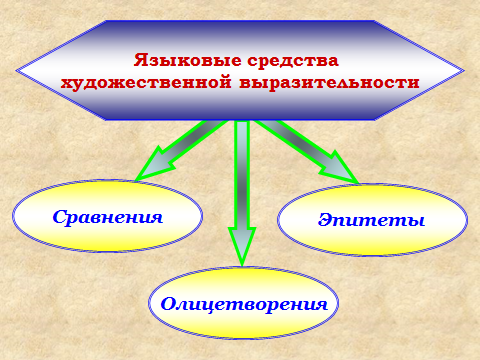 Языковые средства
художественной выразительности
Сравнения
Эпитеты
Олицетворения